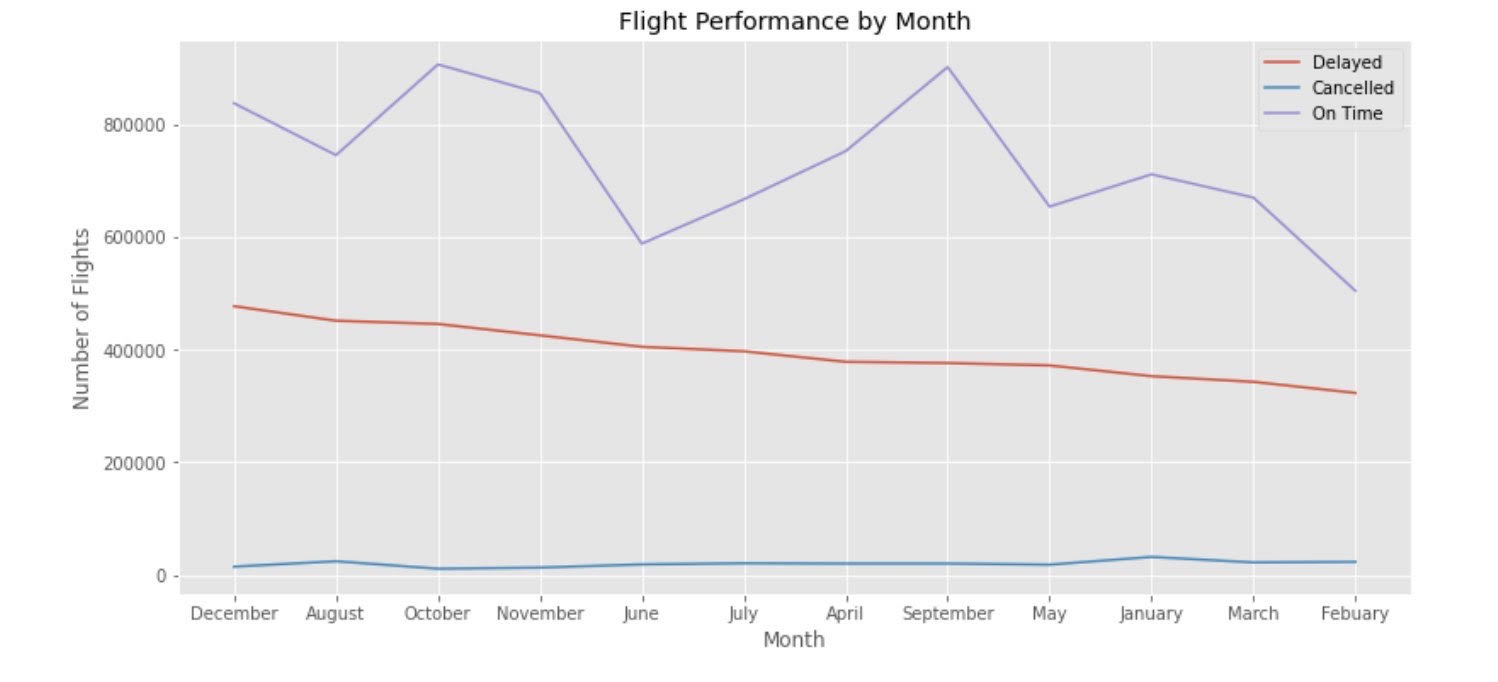 Flight Performance by Month
Delayed
Cancelled
On Time
800000
600000
400000
200000
0
Number of Flights
December August October November June July April September May January March Febuary
Month